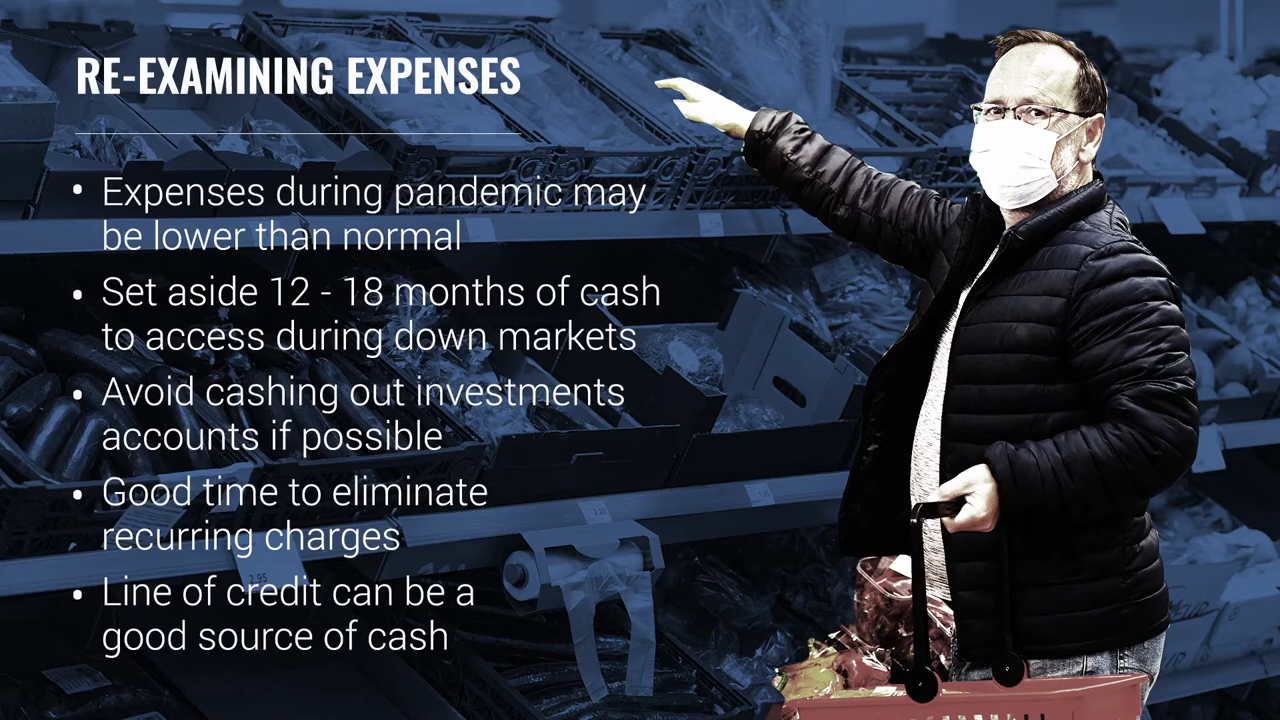 RE-EXAMINING EXPENSES
• Expenses during pandemic may
be lower than normal
• Set aside 12 - 18 months of cash
to access during down markets
• Avoid cashing out investments
accounts if possible
• Good time to eliminate
recurring charges
• Line of credit can be a
good source of cash
2.95